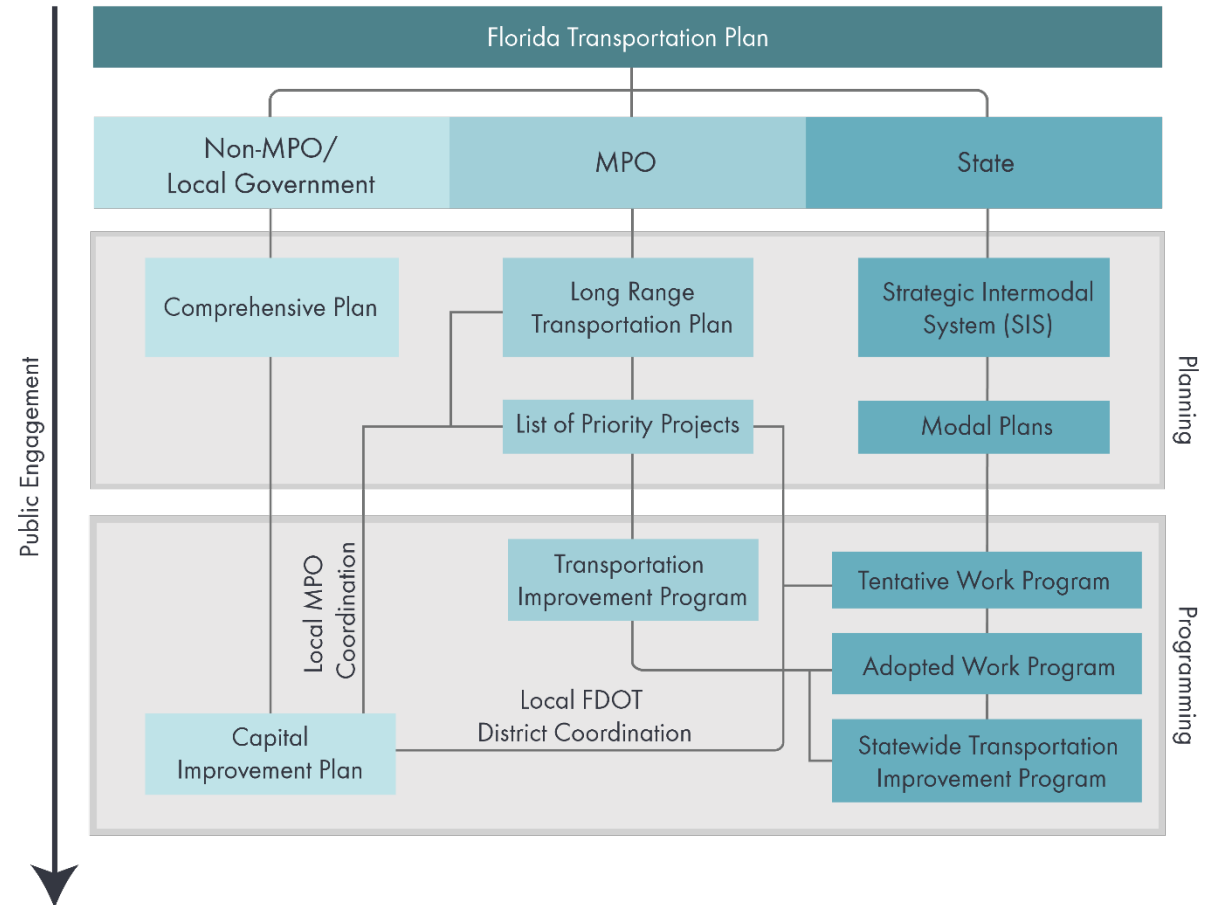 Florida Transportation Plan
Non-MPO/
Local Government
MPO
State
Comprehensive Plan
Long Range
Transportation Plan
Strategic Intermodal
System (SIS)
List of Priority Projects
Modal Plans
Planning
Public Engagement
Local MPO
Coordination
Transportation
Improvement Program
Tentative Work Program
Adopted Work Program
Local FDOT
District Coordination
Capital
Improvement Plan
Statewide Transportation
Improvement Program
Programming